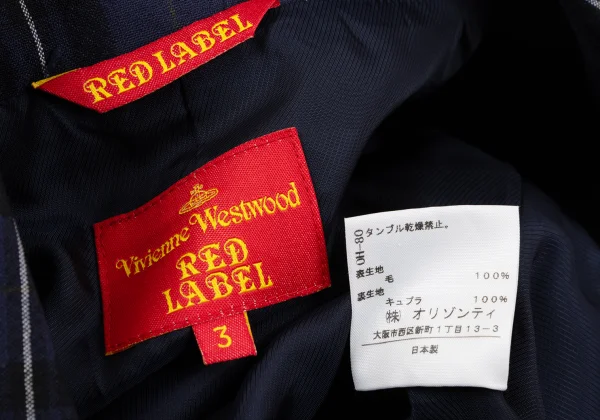 RED LABEL
Vivienne Westwood
RED
LABEL
3
タンブル乾燥禁止。
08-HO
表生地
毛 100%
裏生地
キュプラ 100%
(株) オリゾンティ
大阪市西区新町1丁目13-3
日本製